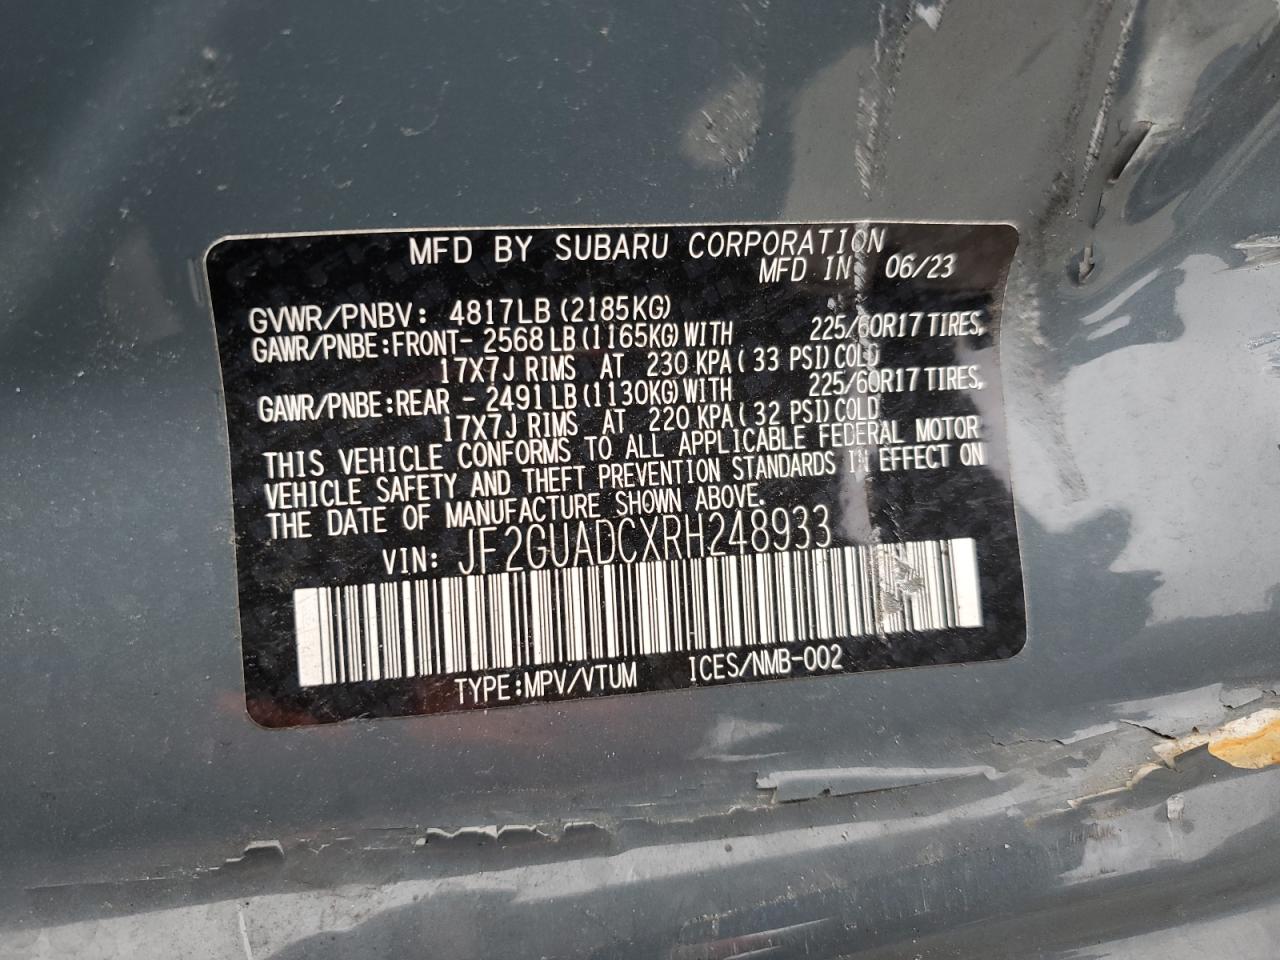 MFD BY SUBARU CORPORATION
MFD IN 06/23
GVWR/PNBV: 4817LB (2185KG)
GAWR/PNBE:FRONT- 2568 LB (1165KG) WITH 225/60R17 TIRES,
17X7J RIMS AT 230 KPA ( 33 PSI) COLD
GAWR/PNBE:REAR - 2491 LB (1130KG) WITH 225/60R17 TIRES,
17X7J RIMS AT 220 KPA ( 32 PSI) COLD
THIS VEHICLE CONFORMS TO ALL APPLICABLE FEDERAL MOTOR
VEHICLE SAFETY AND THEFT PREVENTION STANDARDS IN EFFECT ON
THE DATE OF MANUFACTURE SHOWN ABOVE.
VIN: JF2GUADCXRH248933
TYPE:MPV/VTUM ICES/NMB-002